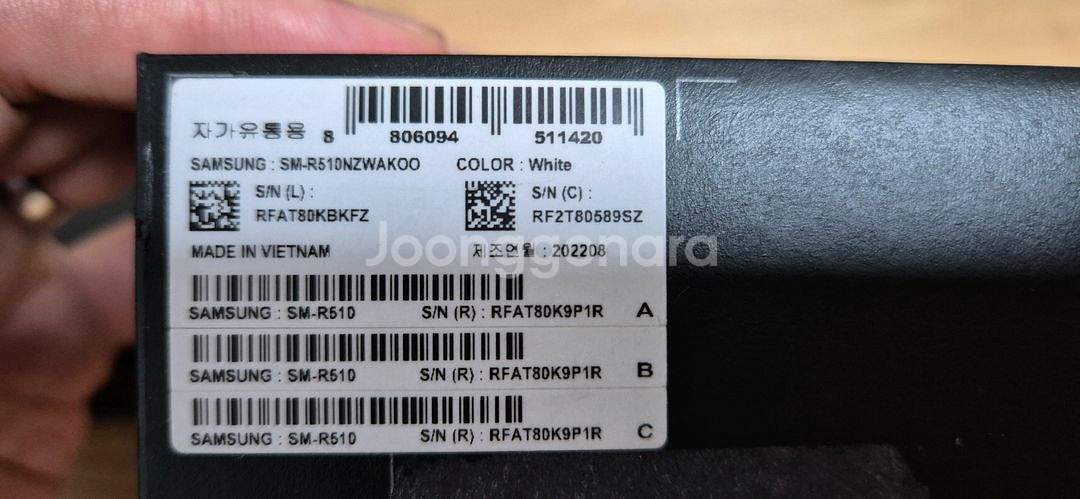 자가유통용 8 806094 511420
SAMSUNG : SM-R510NZWAKOO COLOR : White
S/N (L) : S/N (C) :
RFAT80KBKFZ RF2T80589SZ
Joonggonara
MADE IN VIETNAM 제조연월 : 202208
SAMSUNG : SM-R510 S/N (R) : RFAT80K9P1R A
SAMSUNG : SM-R510 S/N (R) : RFAT80K9P1R B
SAMSUNG : SM-R510 S/N (R) : RFAT80K9P1R C